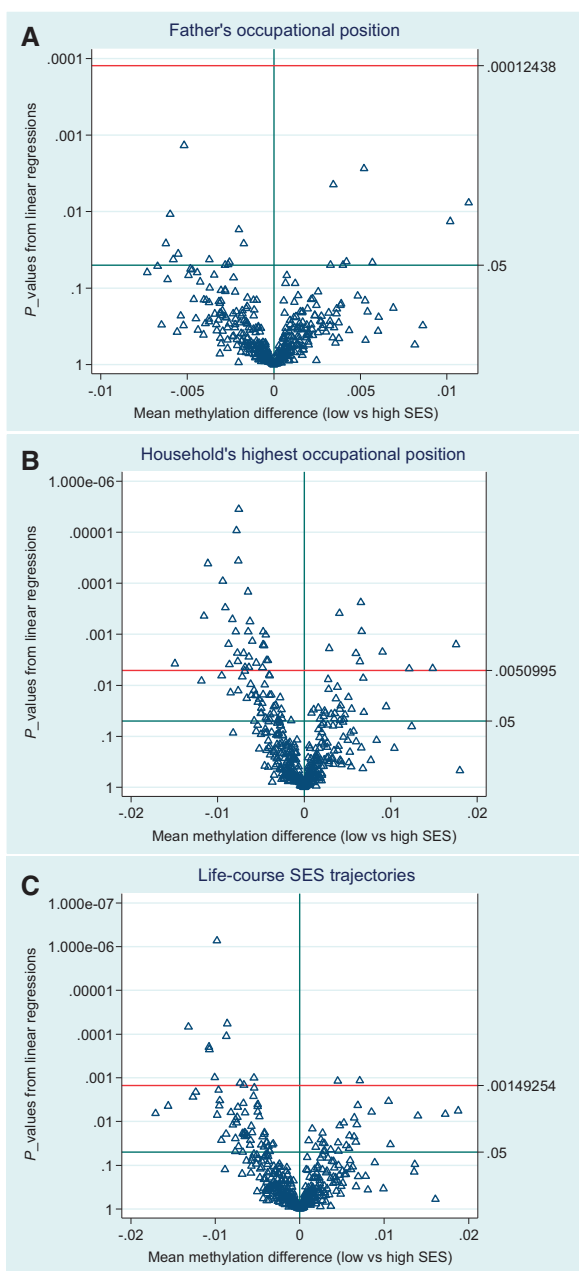 A
Father's occupational position
P_values from linear regressions
.0001
.001
.01
.1
1
.00012438
.05
-.01 -.005 0 .005 .01
Mean methylation difference (low vs high SES)
B
Household's highest occupational position
P_values from linear regressions
1.000e-06
.00001
.0001
.001
.01
.1
1
.0050995
.05
-.02 -.01 0 .01 .02
Mean methylation difference (low vs high SES)
C
Life-course SES trajectories
P_values from linear regressions
1.000e-07
1.000e-06
.00001
.0001
.001
.01
.1
1
.00149254
.05
-.02 -.01 0 .01 .02
Mean methylation difference (low vs high SES)